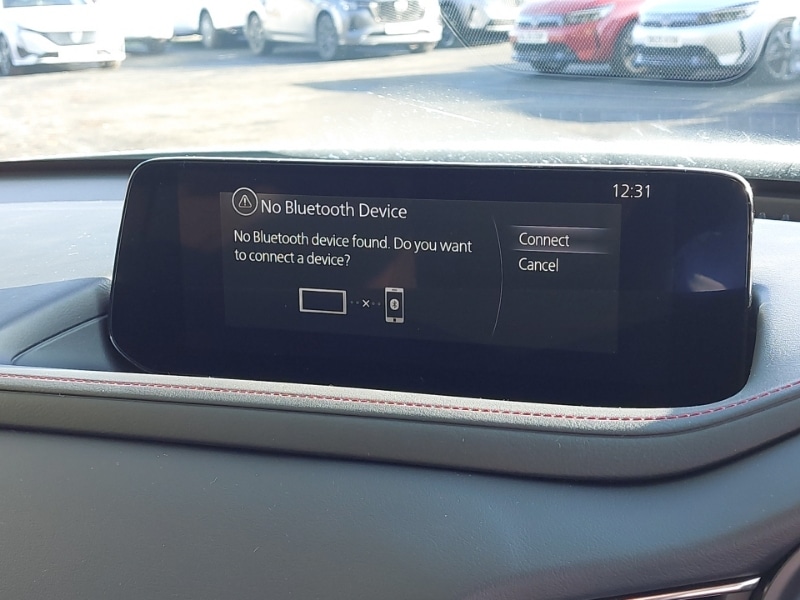 12:31
No Bluetooth Device
No Bluetooth device found. Do you want
to connect a device?
Connect
Cancel